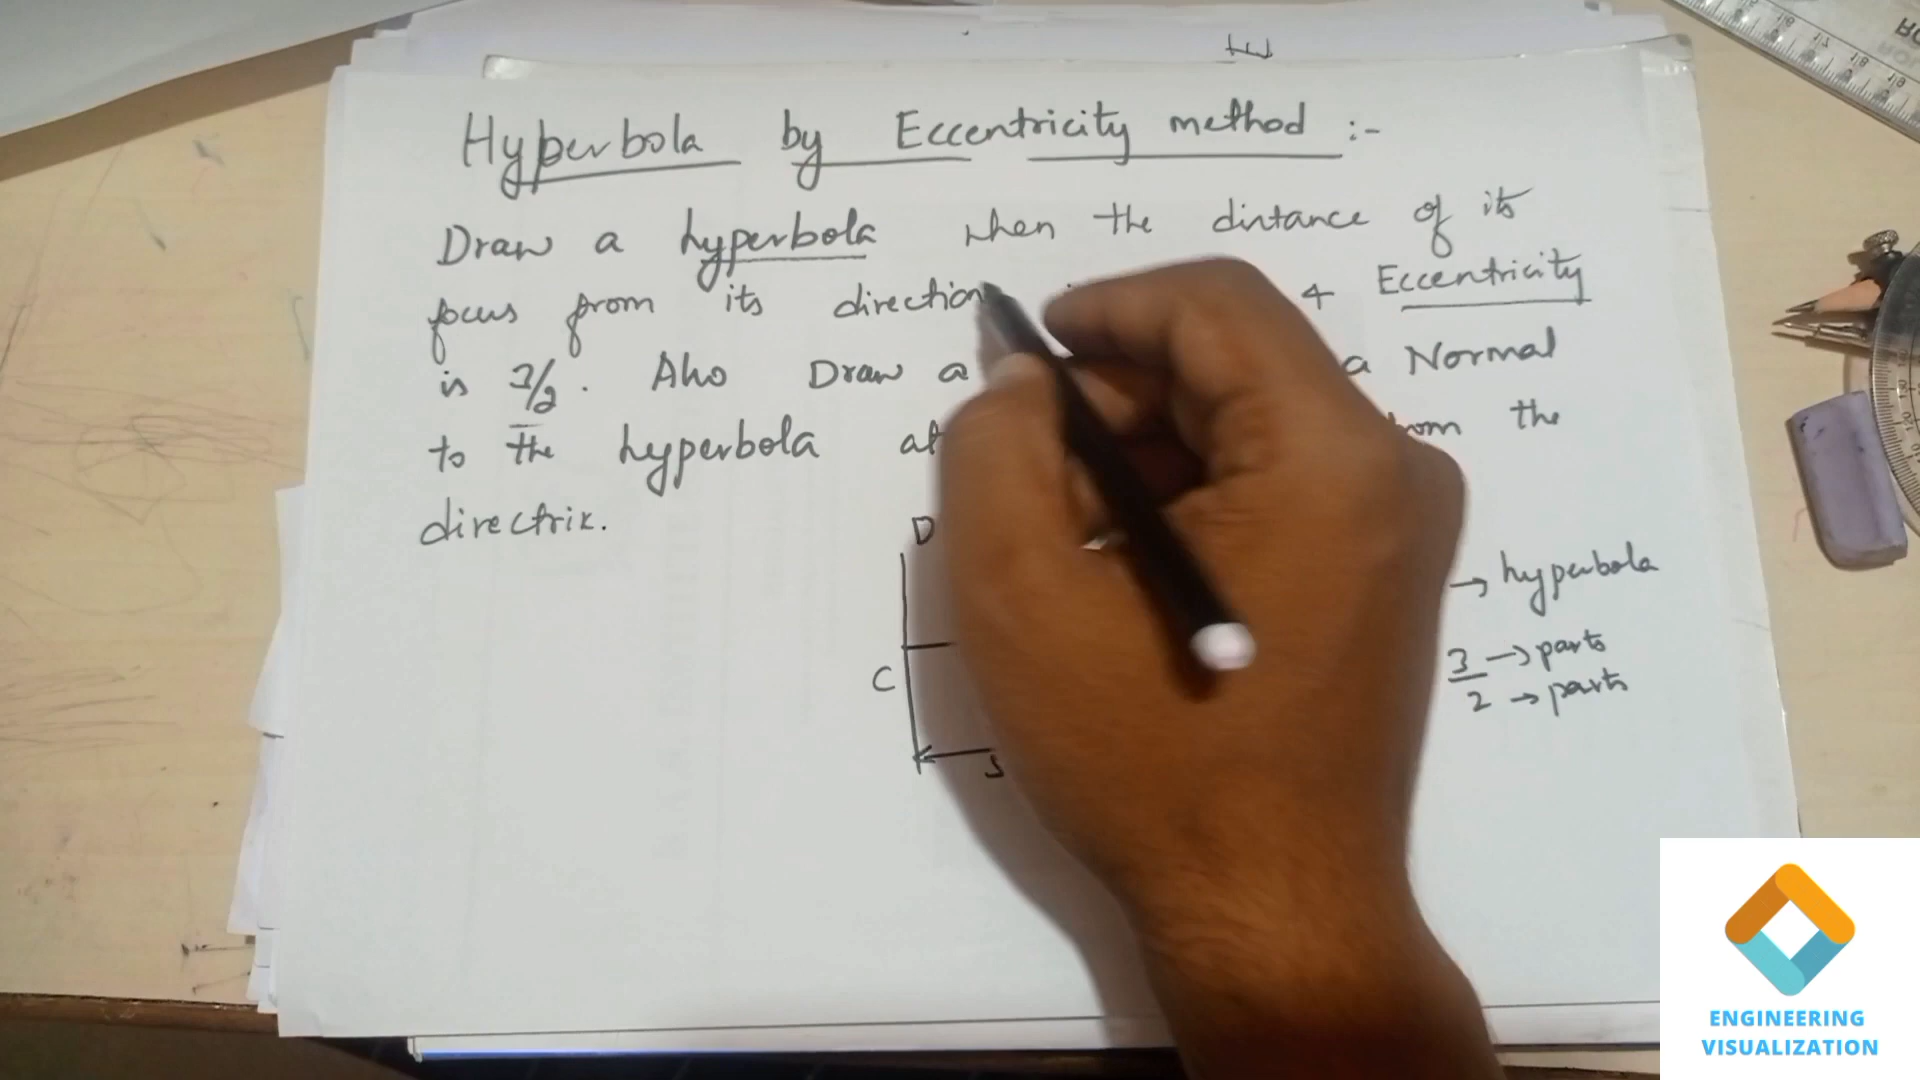 Hyperbola by Eccentricity method :-
Draw a hyperbola when the distance of its
focus from its direction & Eccentricity
is 3/2. Also Draw a a Normal
to the hyperbola at from the
directrix.
D
→ hyperbola
C
3 → parts
2 → parts
ENGINEERING
VISUALIZATION